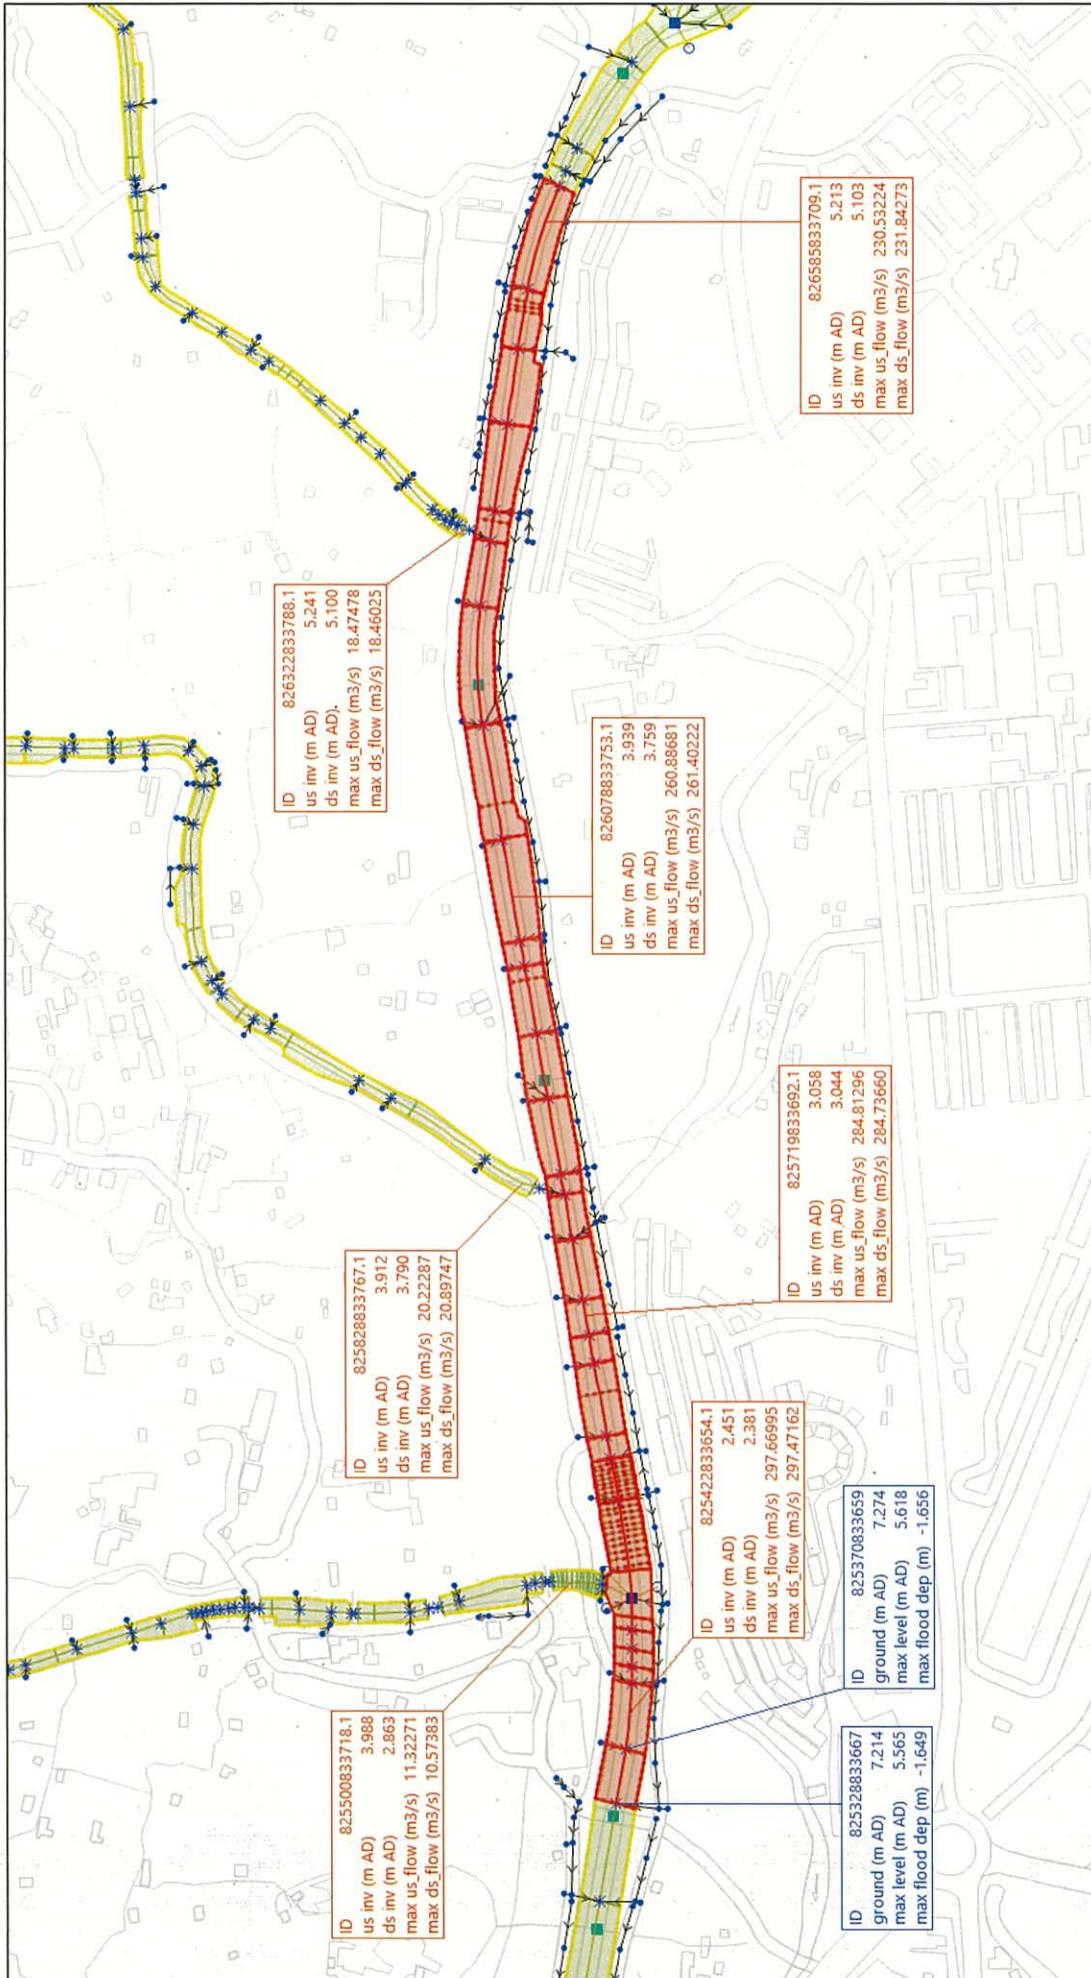 ID 826322833788.1
us inv (m AD) 5.241
ds inv (m AD). 5.100
max us_flow (m3/s) 18.47478
max ds_flow (m3/s) 18.46025
ID 825500833718.1
us inv (m AD) 3.988
ds inv (m AD) 2.863
max us_flow (m3/s) 11.32271
max ds_flow (m3/s) 10.57383
ID 825828833767.1
us inv (m AD) 3.912
ds inv (m AD) 3.790
max us_flow (m3/s) 20.22287
max ds_flow (m3/s) 20.89747
ID 826078833753.1
us inv (m AD) 3.939
ds inv (m AD) 3.759
max us_flow (m3/s) 260.88681
max ds_flow (m3/s) 261.40222
ID 825422833654.1
us inv (m AD) 2.451
ds inv (m AD) 2.381
max us_flow (m3/s) 297.66995
max ds_flow (m3/s) 297.47162
ID 825719833692.1
us inv (m AD) 3.058
ds inv (m AD) 3.044
max us_flow (m3/s) 284.81296
max ds_flow (m3/s) 284.73660
ID 826585833709.1
us inv (m AD) 5.213
ds inv (m AD) 5.103
max us_flow (m3/s) 230.53224
max ds_flow (m3/s) 231.84273
ID 825328833667
ground (m AD) 7.214
max level (m AD) 5.565
max flood dep (m) -1.649
ID 825370833659
ground (m AD) 7.274
max level (m AD) 5.618
max flood dep (m) -1.656